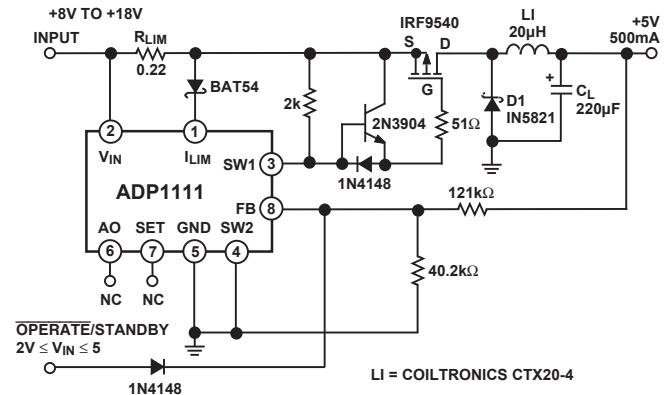 +8V TO +18V
INPUT
RLIM
0.22
BAT54
IRF9540
S
D
G
LI
20µH
+5V
500mA
2k
2N3904
51Ω
D1
IN5821
+
CL
220µF
2
VIN
1
ILIM
SW1
3
1N4148
ADP1111
FB
8
121kΩ
AO
SET
GND
SW2
6
7
5
4
NC
NC
40.2kΩ
OPERATE/STANDBY
2V ≤ VIN ≤ 5
1N4148
LI = COILTRONICS CTX20-4